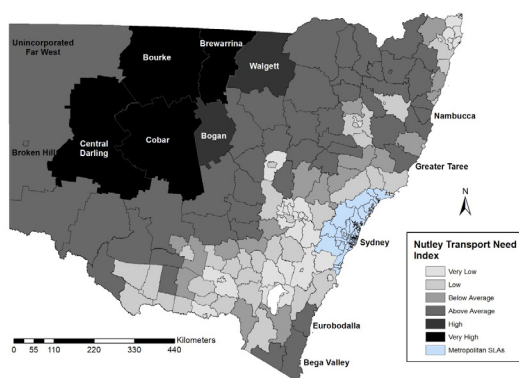 Unincorporated
Far West
Bourke
Brewarrina
Walgett
Central
Darling
Cobar
Bogan
Broken Hill
Nambucca
Greater Taree
N
Sydney
Eurobodalla
Bega Valley
Kilometers
0 55 110 220 330 440
Nutley Transport Need
Index
Very Low
Low
Below Average
Above Average
High
Very High
Metropolitan SLAs